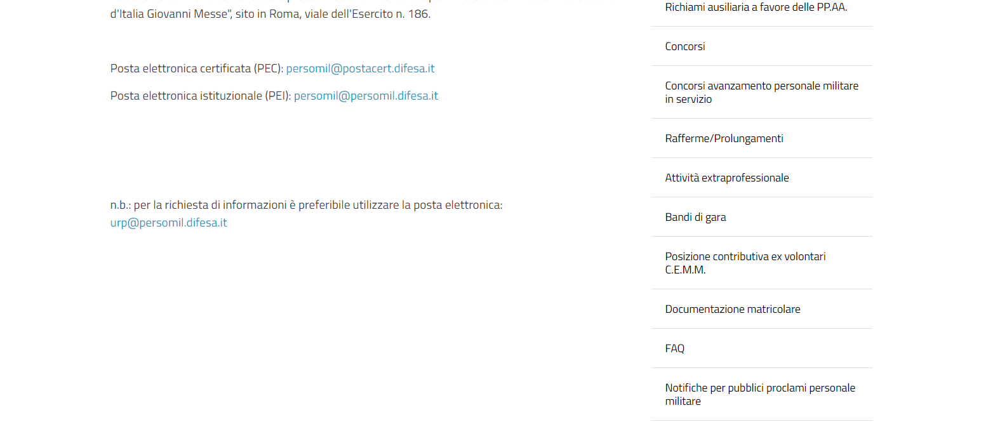 d'Italia Giovanni Messe", sito in Roma, viale dell'Esercito n. 186.
Posta elettronica certificata (PEC): persomil@postacert.difesa.it
Posta elettronica istituzionale (PEI): persomil@persomil.difesa.it
n.b.: per la richiesta di informazioni è preferibile utilizzare la posta elettronica:
urp@persomil.difesa.it
Richiami ausiliaria a favore delle PP.AA.
Concorsi
Concorsi avanzamento personale militare
in servizio
Rafferme/Prolungamenti
Attività extraprofessionale
Bandi di gara
Posizione contributiva ex volontari
C.E.M.M.
Documentazione matricolare
FAQ
Notifiche per pubblici proclami personale
militare